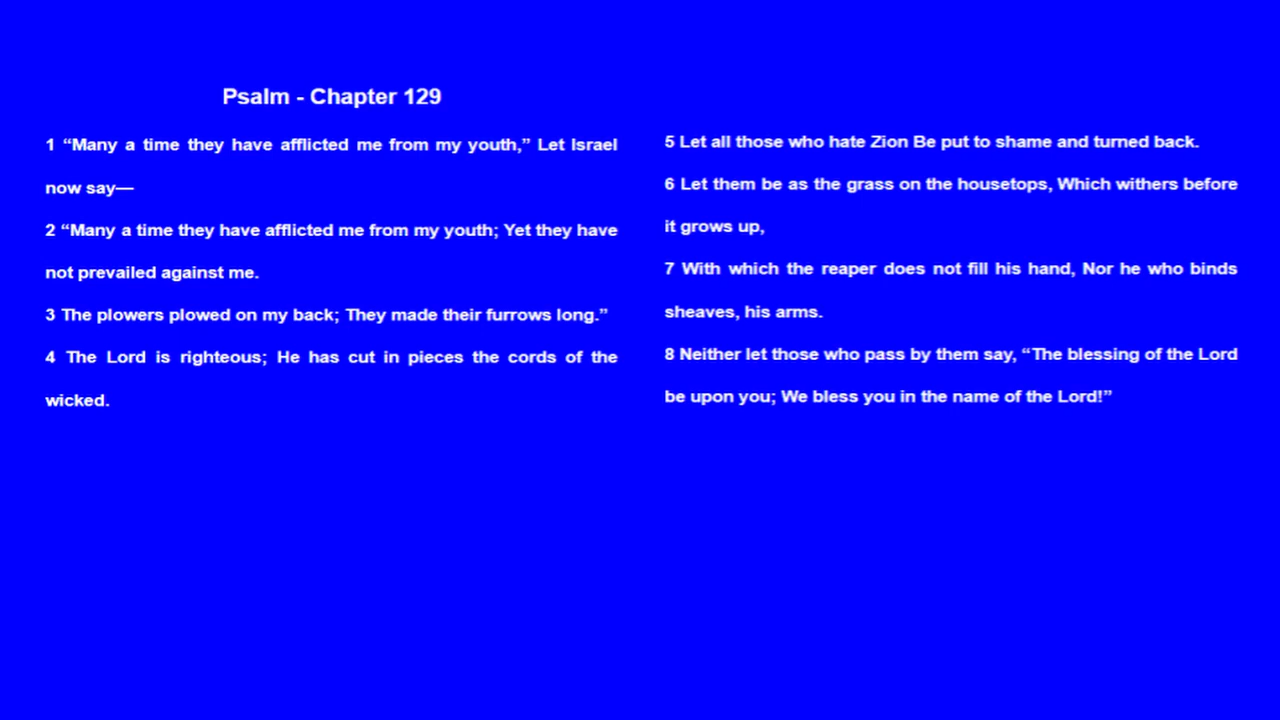 Psalm - Chapter 129
1 “Many a time they have afflicted me from my youth,” Let Israel
now say—
2 “Many a time they have afflicted me from my youth; Yet they have
not prevailed against me.
3 The plowers plowed on my back; They made their furrows long.”
4 The Lord is righteous; He has cut in pieces the cords of the
wicked.
5 Let all those who hate Zion Be put to shame and turned back.
6 Let them be as the grass on the housetops, Which withers before
it grows up,
7 With which the reaper does not fill his hand, Nor he who binds
sheaves, his arms.
8 Neither let those who pass by them say, “The blessing of the Lord
be upon you; We bless you in the name of the Lord!”